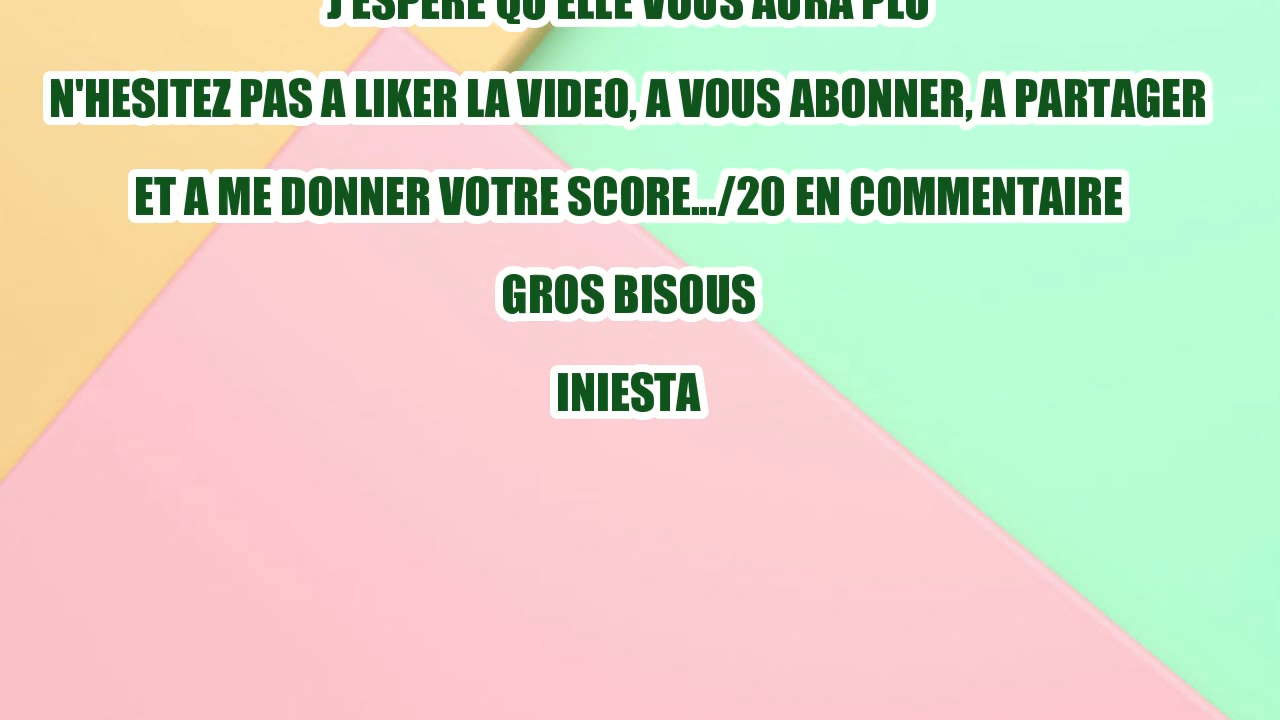 J'ESPERE QU'ELLE VOUS AURA PLU
N'HESITEZ PAS A LIKER LA VIDEO, A VOUS ABONNER, A PARTAGER
ET A ME DONNER VOTRE SCORE.../20 EN COMMENTAIRE
GROS BISOUS
INIESTA